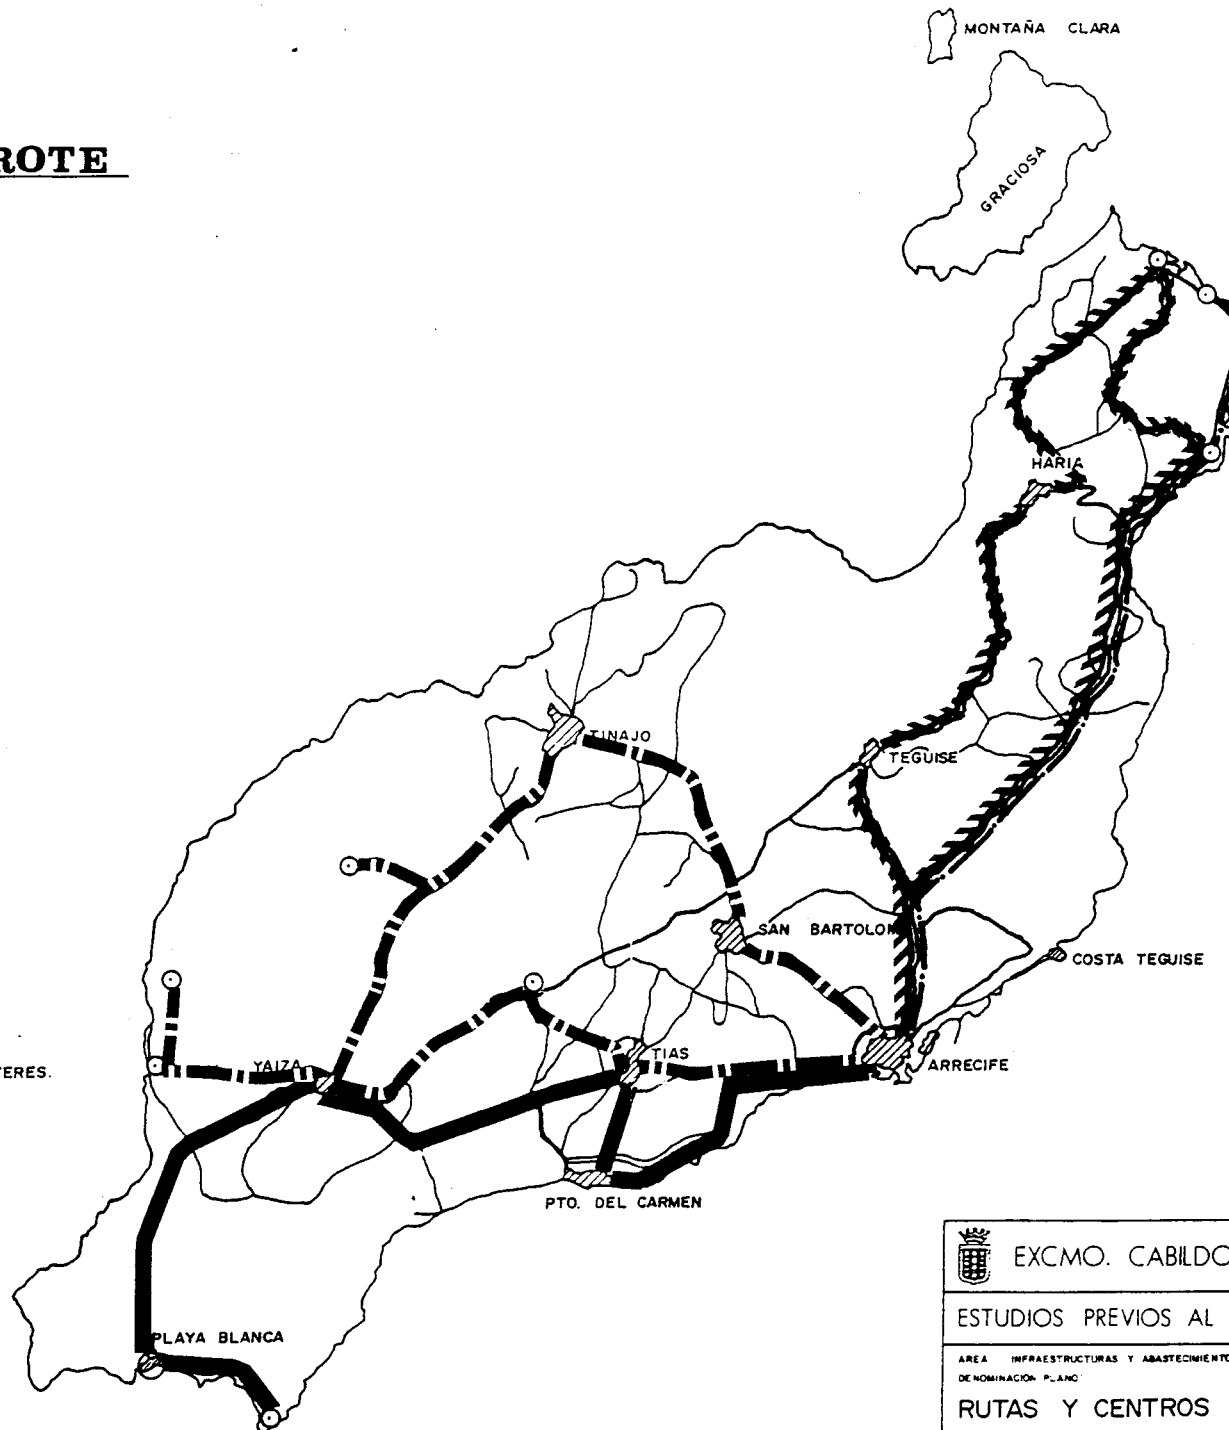 MONTAÑA CLARA
ROTE
GRACIOSA
HARIA
TINAJO
TEGUISE
SAN BARTOLOM
COSTA TEGUISE
YAIZA
TIAS
ARRECIFE
TERES.
PTO. DEL CARMEN
PLAYA BLANCA
EXCMO. CABILDO
ESTUDIOS PREVIOS AL
AREA INFRAESTRUCTURAS Y ABASTECIMIENTO
DENOMINACION PLANO
RUTAS Y CENTROS